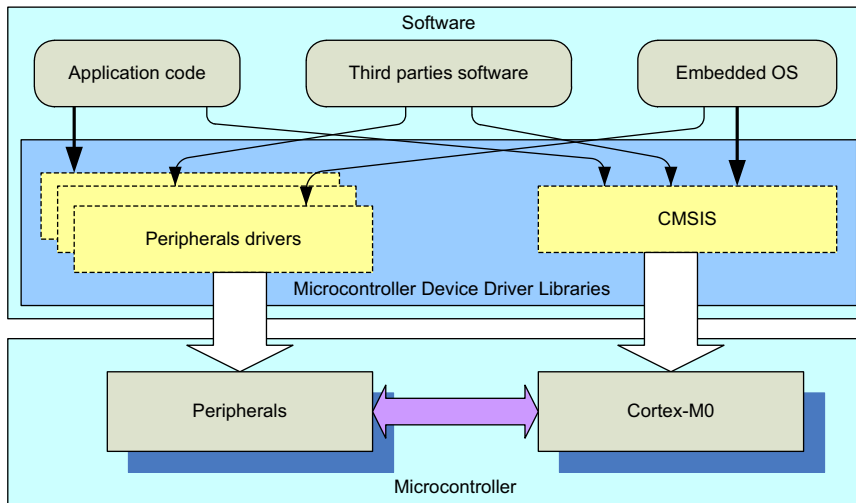 Software
Application code
Third parties software
Embedded OS
Peripherals drivers
CMSIS
Microcontroller Device Driver Libraries
Peripherals
Cortex-M0
Microcontroller